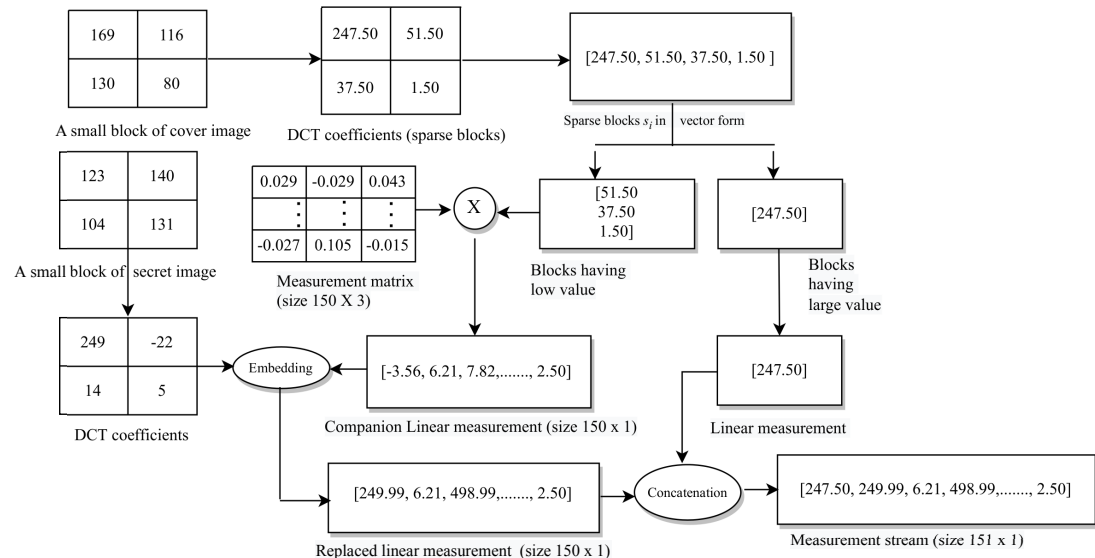 169 116
130 80
A small block of cover image
247.50 51.50
37.50 1.50
DCT coefficients (sparse blocks)
[247.50, 51.50, 37.50, 1.50 ]
Sparse blocks si in vector form
123 140
104 131
A small block of secret image
0.029 -0.029 0.043
⋮ ⋮ ⋮
-0.027 0.105 -0.015
Measurement matrix
(size 150 X 3)
X
[51.50
37.50
1.50]
Blocks having
low value
[247.50]
Blocks
having
large value
249 -22
14 5
DCT coefficients
Embedding
[-3.56, 6.21, 7.82,......., 2.50]
Companion Linear measurement (size 150 x 1)
[247.50]
Linear measurement
[249.99, 6.21, 498.99,......., 2.50]
Replaced linear measurement (size 150 x 1)
Concatenation
[247.50, 249.99, 6.21, 498.99,......., 2.50]
Measurement stream (size 151 x 1)